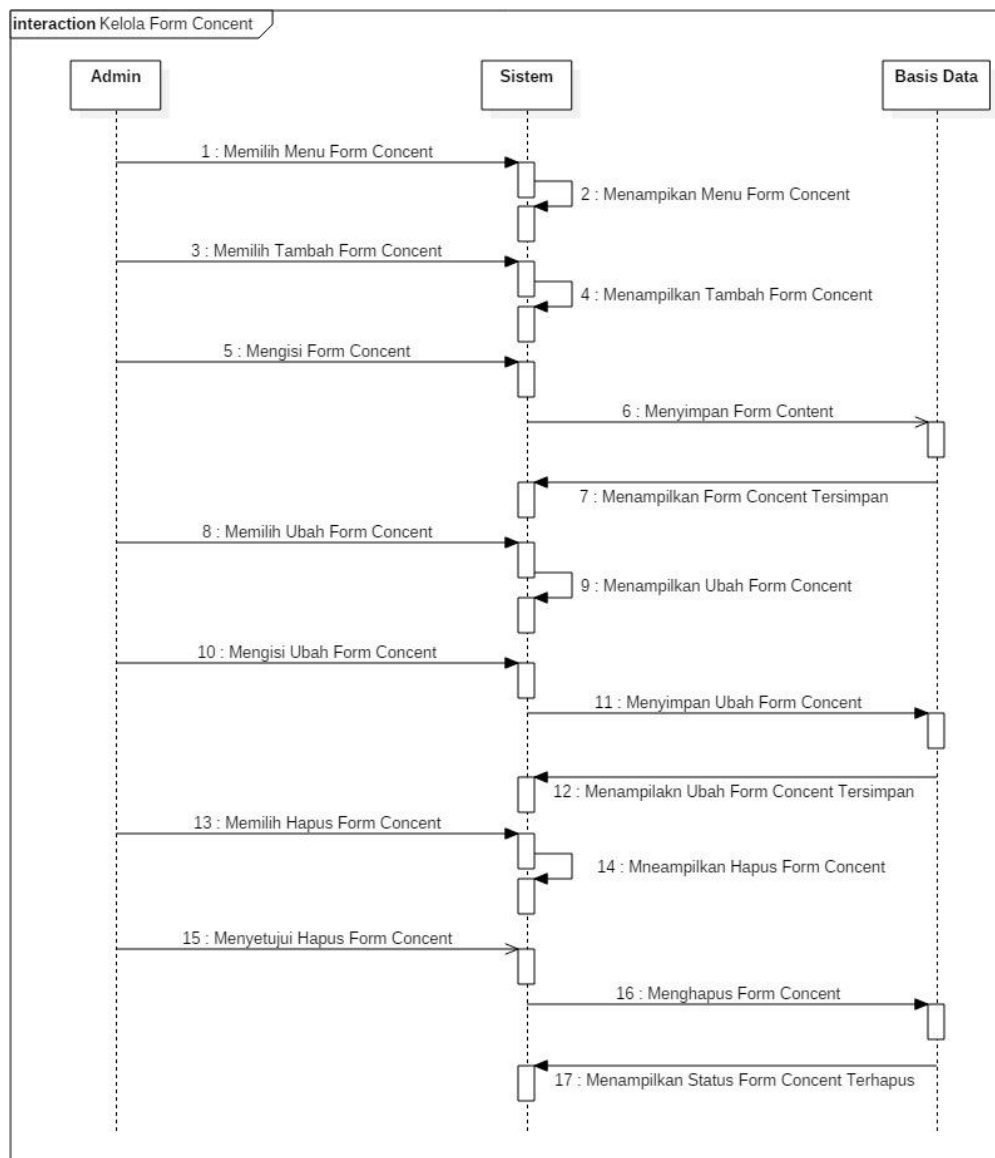 interaction Kelola Form Concent
Admin
Sistem
Basis Data
1 : Memilih Menu Form Concent
2 : Menampikan Menu Form Concent
3 : Memilih Tambah Form Concent
4 : Menampilkan Tambah Form Concent
5 : Mengisi Form Concent
6 : Menyimpan Form Content
7 : Menampilkan Form Concent Tersimpan
8 : Memilih Ubah Form Concent
9 : Menampilkan Ubah Form Concent
10 : Mengisi Ubah Form Concent
11 : Menyimpan Ubah Form Concent
12 : Menampilakn Ubah Form Concent Tersimpan
13 : Memilih Hapus Form Concent
14 : Mneampilkan Hapus Form Concent
15 : Menyetujui Hapus Form Concent
16 : Menghapus Form Concent
17 : Menampilkan Status Form Concent Terhapus